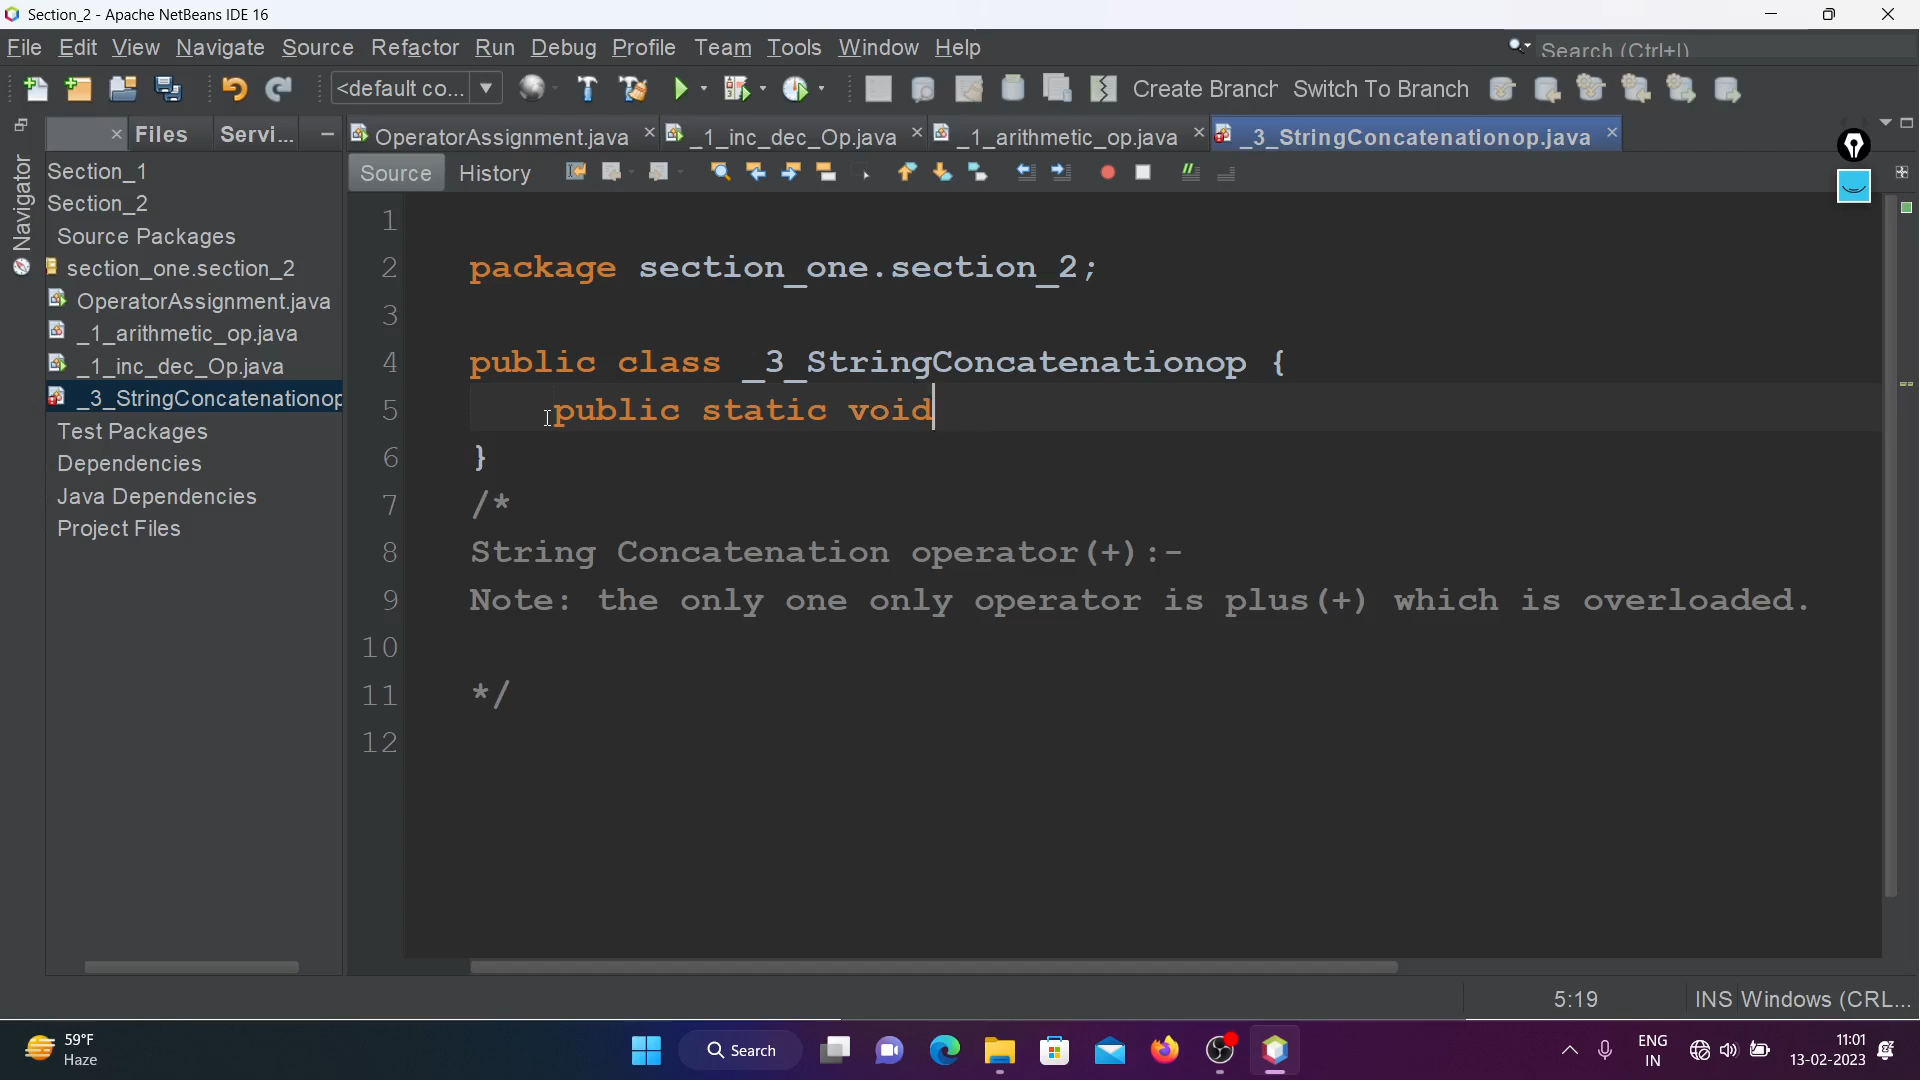 Section_2 - Apache NetBeans IDE 16
File Edit View Navigate Source Refactor Run Debug Profile Team Tools Window Help
Search (Ctrl+I)
<default co...
Create Branch Switch To Branch
Files Servi...
OperatorAssignment.java _1_inc_dec_Op.java _1_arithmetic_op.java _3_StringConcatenationop.java
Source History
Navigator
Section_1
Section_2
Source Packages
section_one.section_2
OperatorAssignment.java
_1_arithmetic_op.java
_1_inc_dec_Op.java
_3_StringConcatenationop
Test Packages
Dependencies
Java Dependencies
Project Files
1
2 package section_one.section_2;
3
4 public class _3_StringConcatenationop {
5 public static void
6 }
7 /*
8 String Concatenation operator(+):-
9 Note: the only one only operator is plus(+) which is overloaded.
10
11 */
12
5:19 INS Windows (CRL...
59°F
Haze
Search
ENG
IN
11:01
13-02-2023